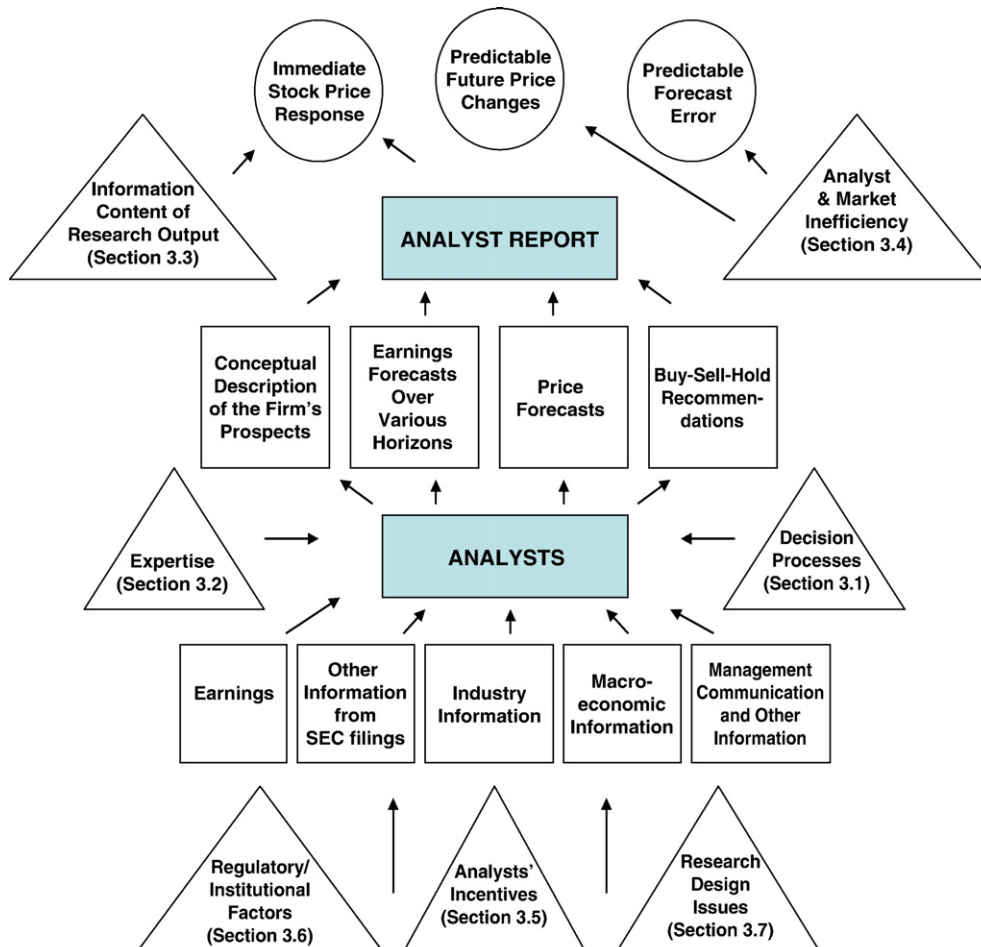 Immediate
Stock Price
Response
Predictable
Future Price
Changes
Predictable
Forecast
Error
Information
Content of
Research Output
(Section 3.3)
ANALYST REPORT
Analyst
& Market
Inefficiency
(Section 3.4)
Conceptual
Description
of the Firm's
Prospects
Earnings
Forecasts
Over
Various
Horizons
Price
Forecasts
Buy-Sell-Hold
Recommen-
dations
Expertise
(Section 3.2)
ANALYSTS
Decision
Processes
(Section 3.1)
Earnings
Other
Information
from
SEC filings
Industry
Information
Macro-
economic
Information
Management
Communication
and Other
Information
Regulatory/
Institutional
Factors
(Section 3.6)
Analysts'
Incentives
(Section 3.5)
Research
Design
Issues
(Section 3.7)